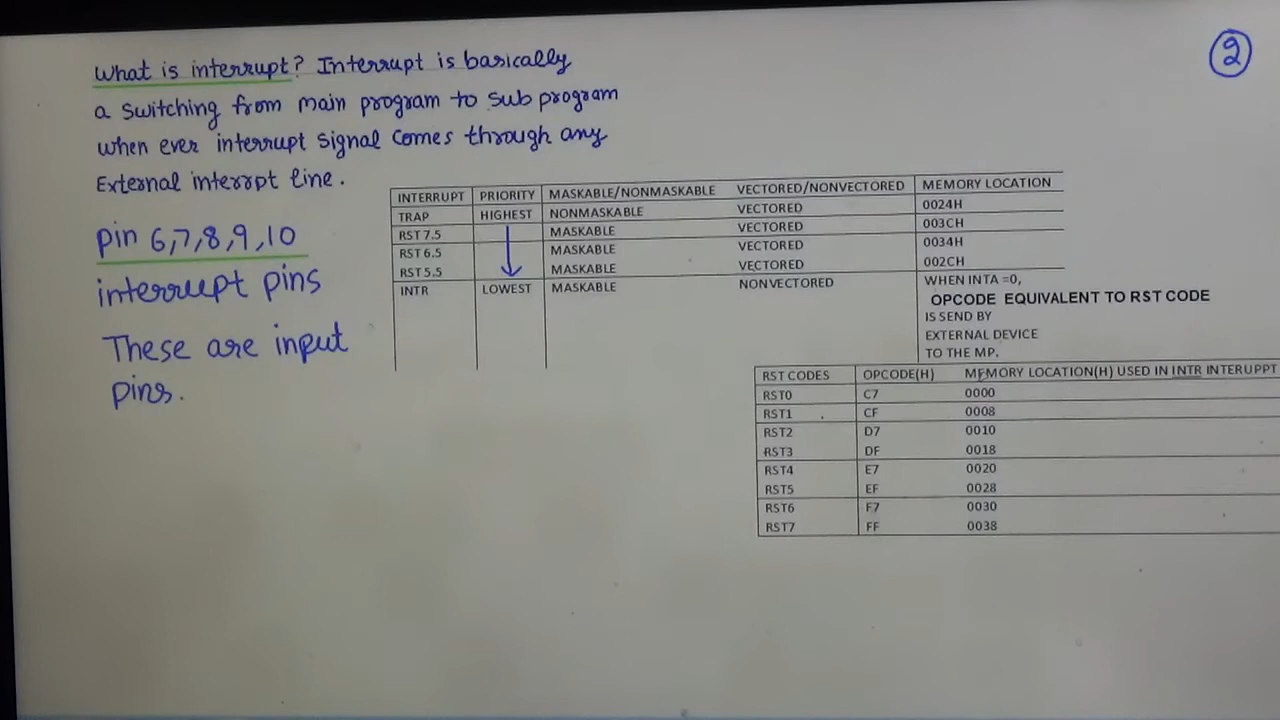 What is interrupt? Interrupt is basically
a switching from main program to sub program
when ever interrupt signal comes through any
External interrpt line.
2
pin 6,7,8,9,10
interrupt pins
These are input
pins.
INTERRUPT PRIORITY MASKABLE/NONMASKABLE VECTORED/NONVECTORED MEMORY LOCATION
TRAP HIGHEST NONMASKABLE VECTORED 0024H
RST 7.5 MASKABLE VECTORED 003CH
RST 6.5 MASKABLE VECTORED 0034H
RST 5.5 MASKABLE VECTORED 002CH
INTR LOWEST MASKABLE NONVECTORED WHEN INTA =0,
OPCODE EQUIVALENT TO RST CODE
IS SEND BY
EXTERNAL DEVICE
TO THE MP.
RST CODES OPCODE(H) MEMORY LOCATION(H) USED IN INTR INTERUPPT
RST0 C7 0000
RST1 CF 0008
RST2 D7 0010
RST3 DF 0018
RST4 E7 0020
RST5 EF 0028
RST6 F7 0030
RST7 FF 0038